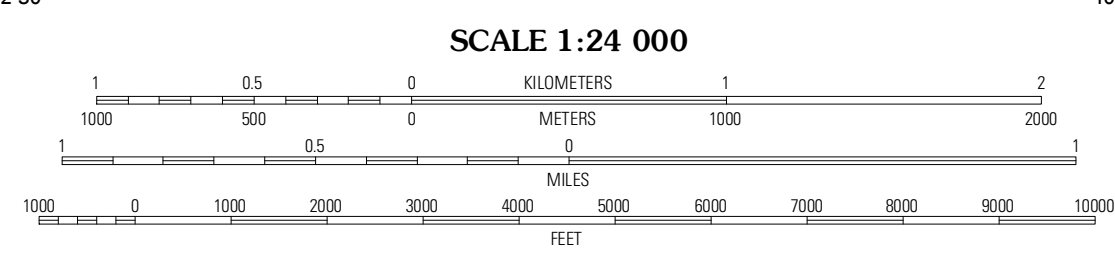 SCALE 1:24 000
1 0.5 0 KILOMETERS 1 2
1000 500 0 METERS 1000 2000
1 0.5 0 1
MILES
1000 0 1000 2000 3000 4000 5000 6000 7000 8000 9000 10000
FEET